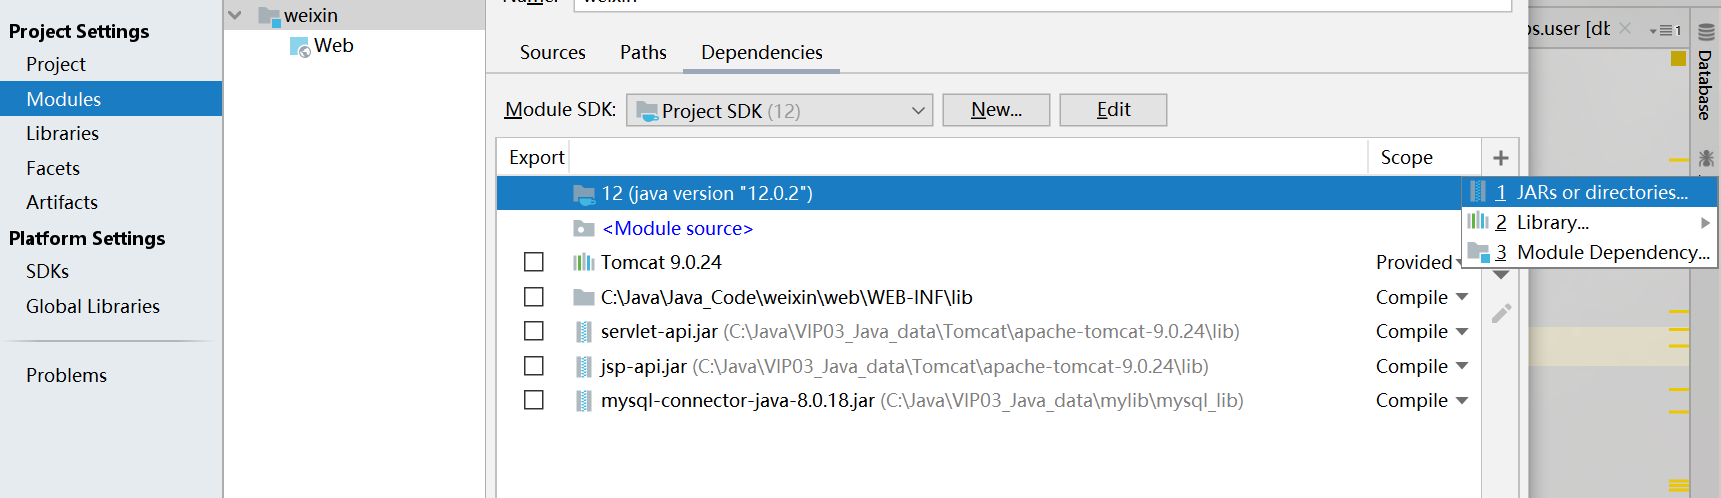 Name:
weixin
Project Settings
Project
Modules
Libraries
Facets
Artifacts
Platform Settings
SDKs
Global Libraries
Problems
weixin
Web
Sources Paths Dependencies
Module SDK: Project SDK (12) New... Edit
Export Scope
12 (java version "12.0.2")
<Module source>
Tomcat 9.0.24 Provided
C:\Java\Java_Code\weixin\web\WEB-INF\lib Compile
servlet-api.jar (C:\Java\VIP03_Java_data\Tomcat\apache-tomcat-9.0.24\lib) Compile
jsp-api.jar (C:\Java\VIP03_Java_data\Tomcat\apache-tomcat-9.0.24\lib) Compile
mysql-connector-java-8.0.18.jar (C:\Java\VIP03_Java_data\mylib\mysql_lib) Compile
1 JARs or directories...
2 Library...
3 Module Dependency...
.user [db
1
Database